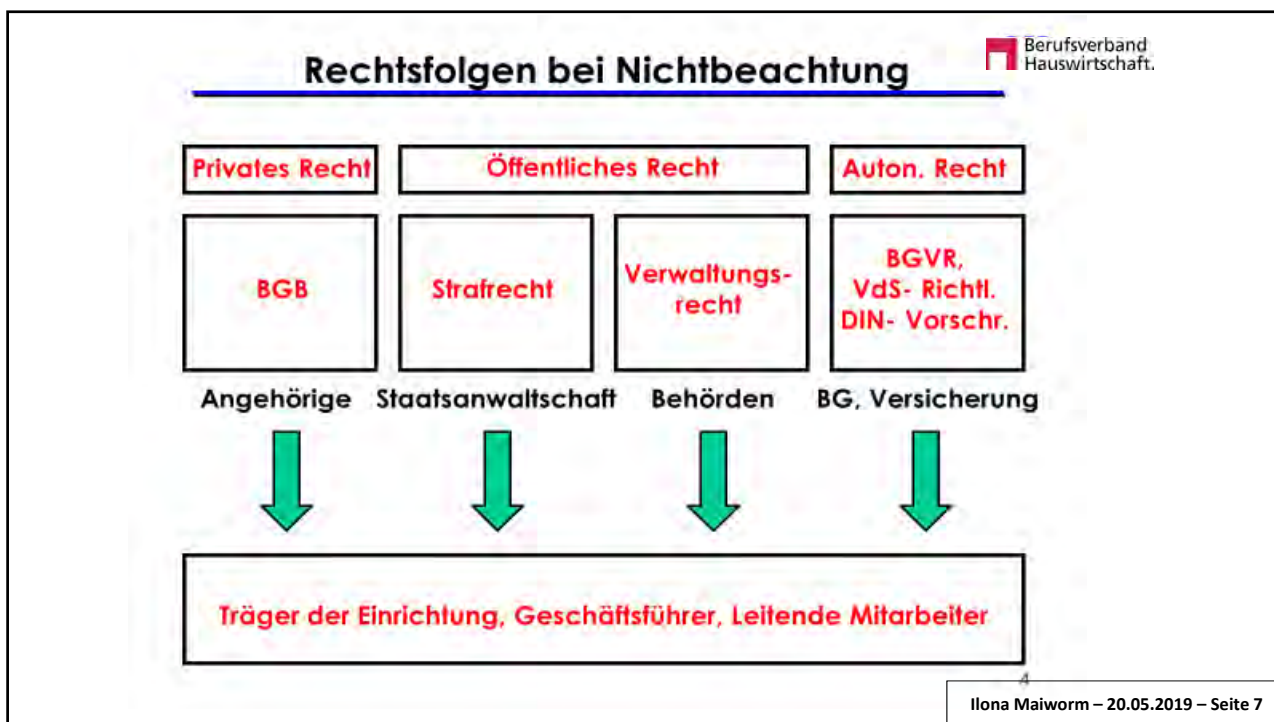 Berufsverband
Hauswirtschaft.
Rechtsfolgen bei Nichtbeachtung
Privates Recht
Öffentliches Recht
Auton. Recht
BGB
Strafrecht
Verwaltungs-
recht
BGVR,
VdS- Richtl.
DIN- Vorschr.
Angehörige
Staatsanwaltschaft
Behörden
BG, Versicherung
Träger der Einrichtung, Geschäftsführer, Leitende Mitarbeiter
4
Ilona Maiworm – 20.05.2019 – Seite 7